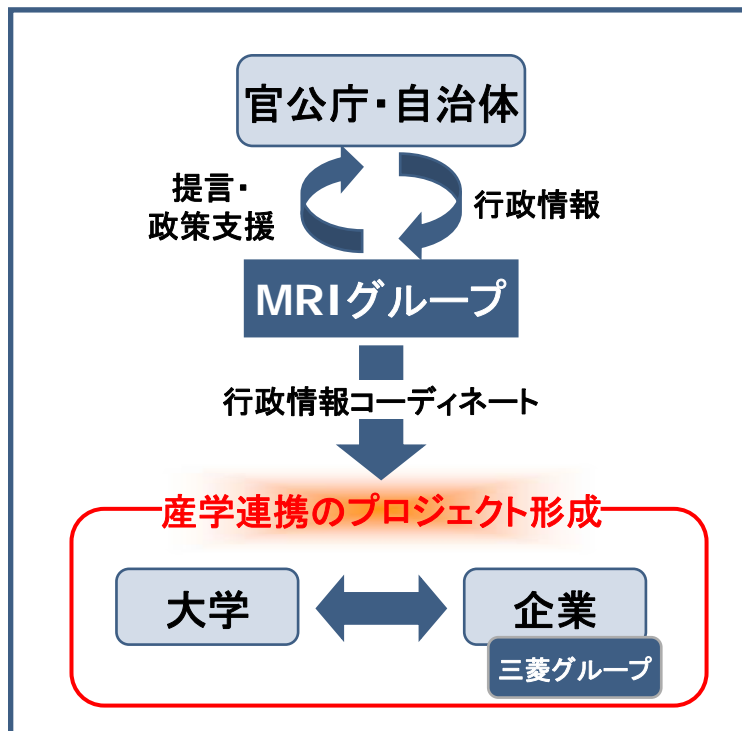 官公庁・自治体
提言・
政策支援
行政情報
MRIグループ
行政情報コーディネート
産学連携のプロジェクト形成
大学
企業
三菱グループ